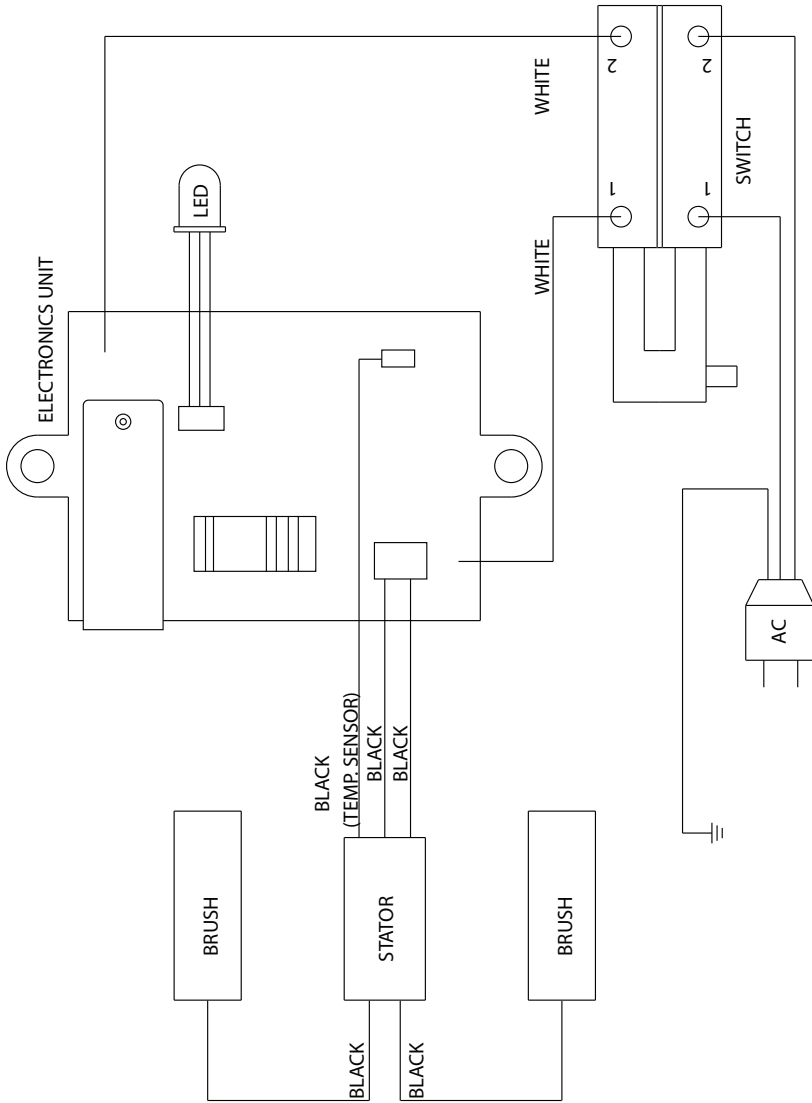 BRUSH
BLACK
STATOR
BLACK
BRUSH
BLACK
(TEMP. SENSOR)
BLACK
BLACK
ELECTRONICS UNIT
LED
WHITE
WHITE
2
1
2
1
SWITCH
AC